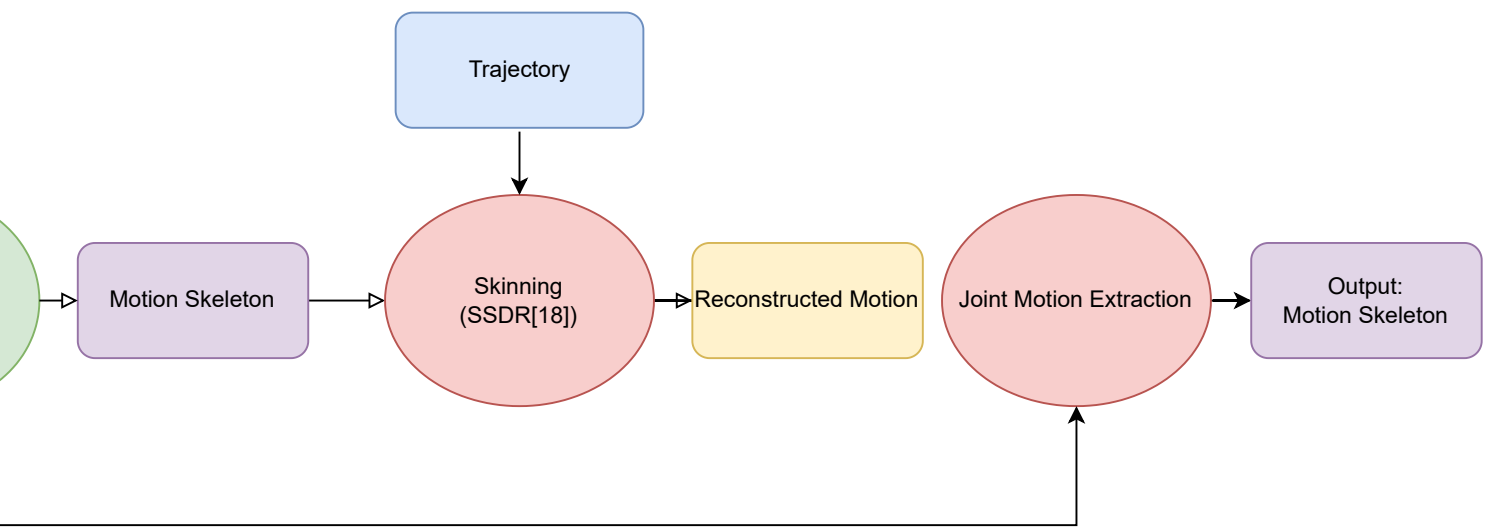 Trajectory
Motion Skeleton
Skinning
(SSDR[18])
Reconstructed Motion
Joint Motion Extraction
Output:
Motion Skeleton